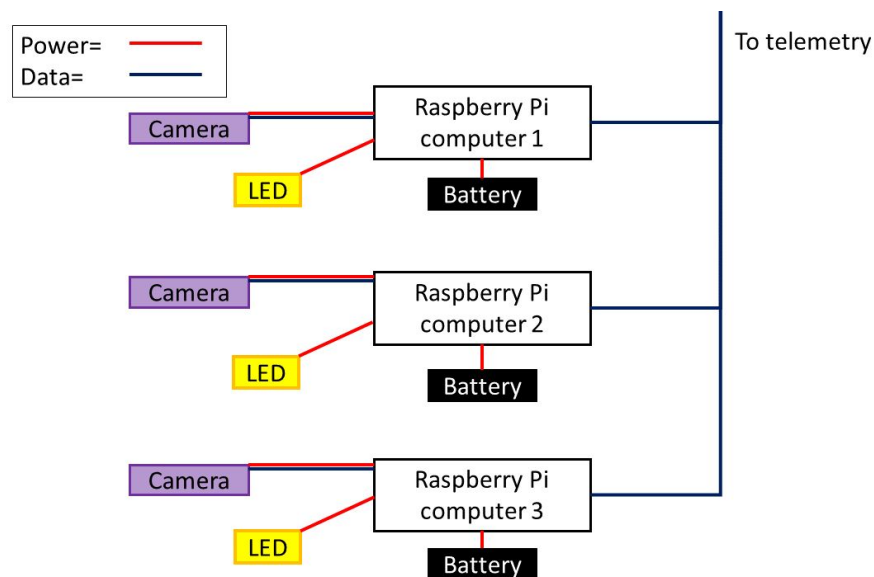 Power=
Data=
To telemetry
Raspberry Pi
computer 1
Camera
LED
Battery
Raspberry Pi
computer 2
Camera
LED
Battery
Raspberry Pi
computer 3
Camera
LED
Battery